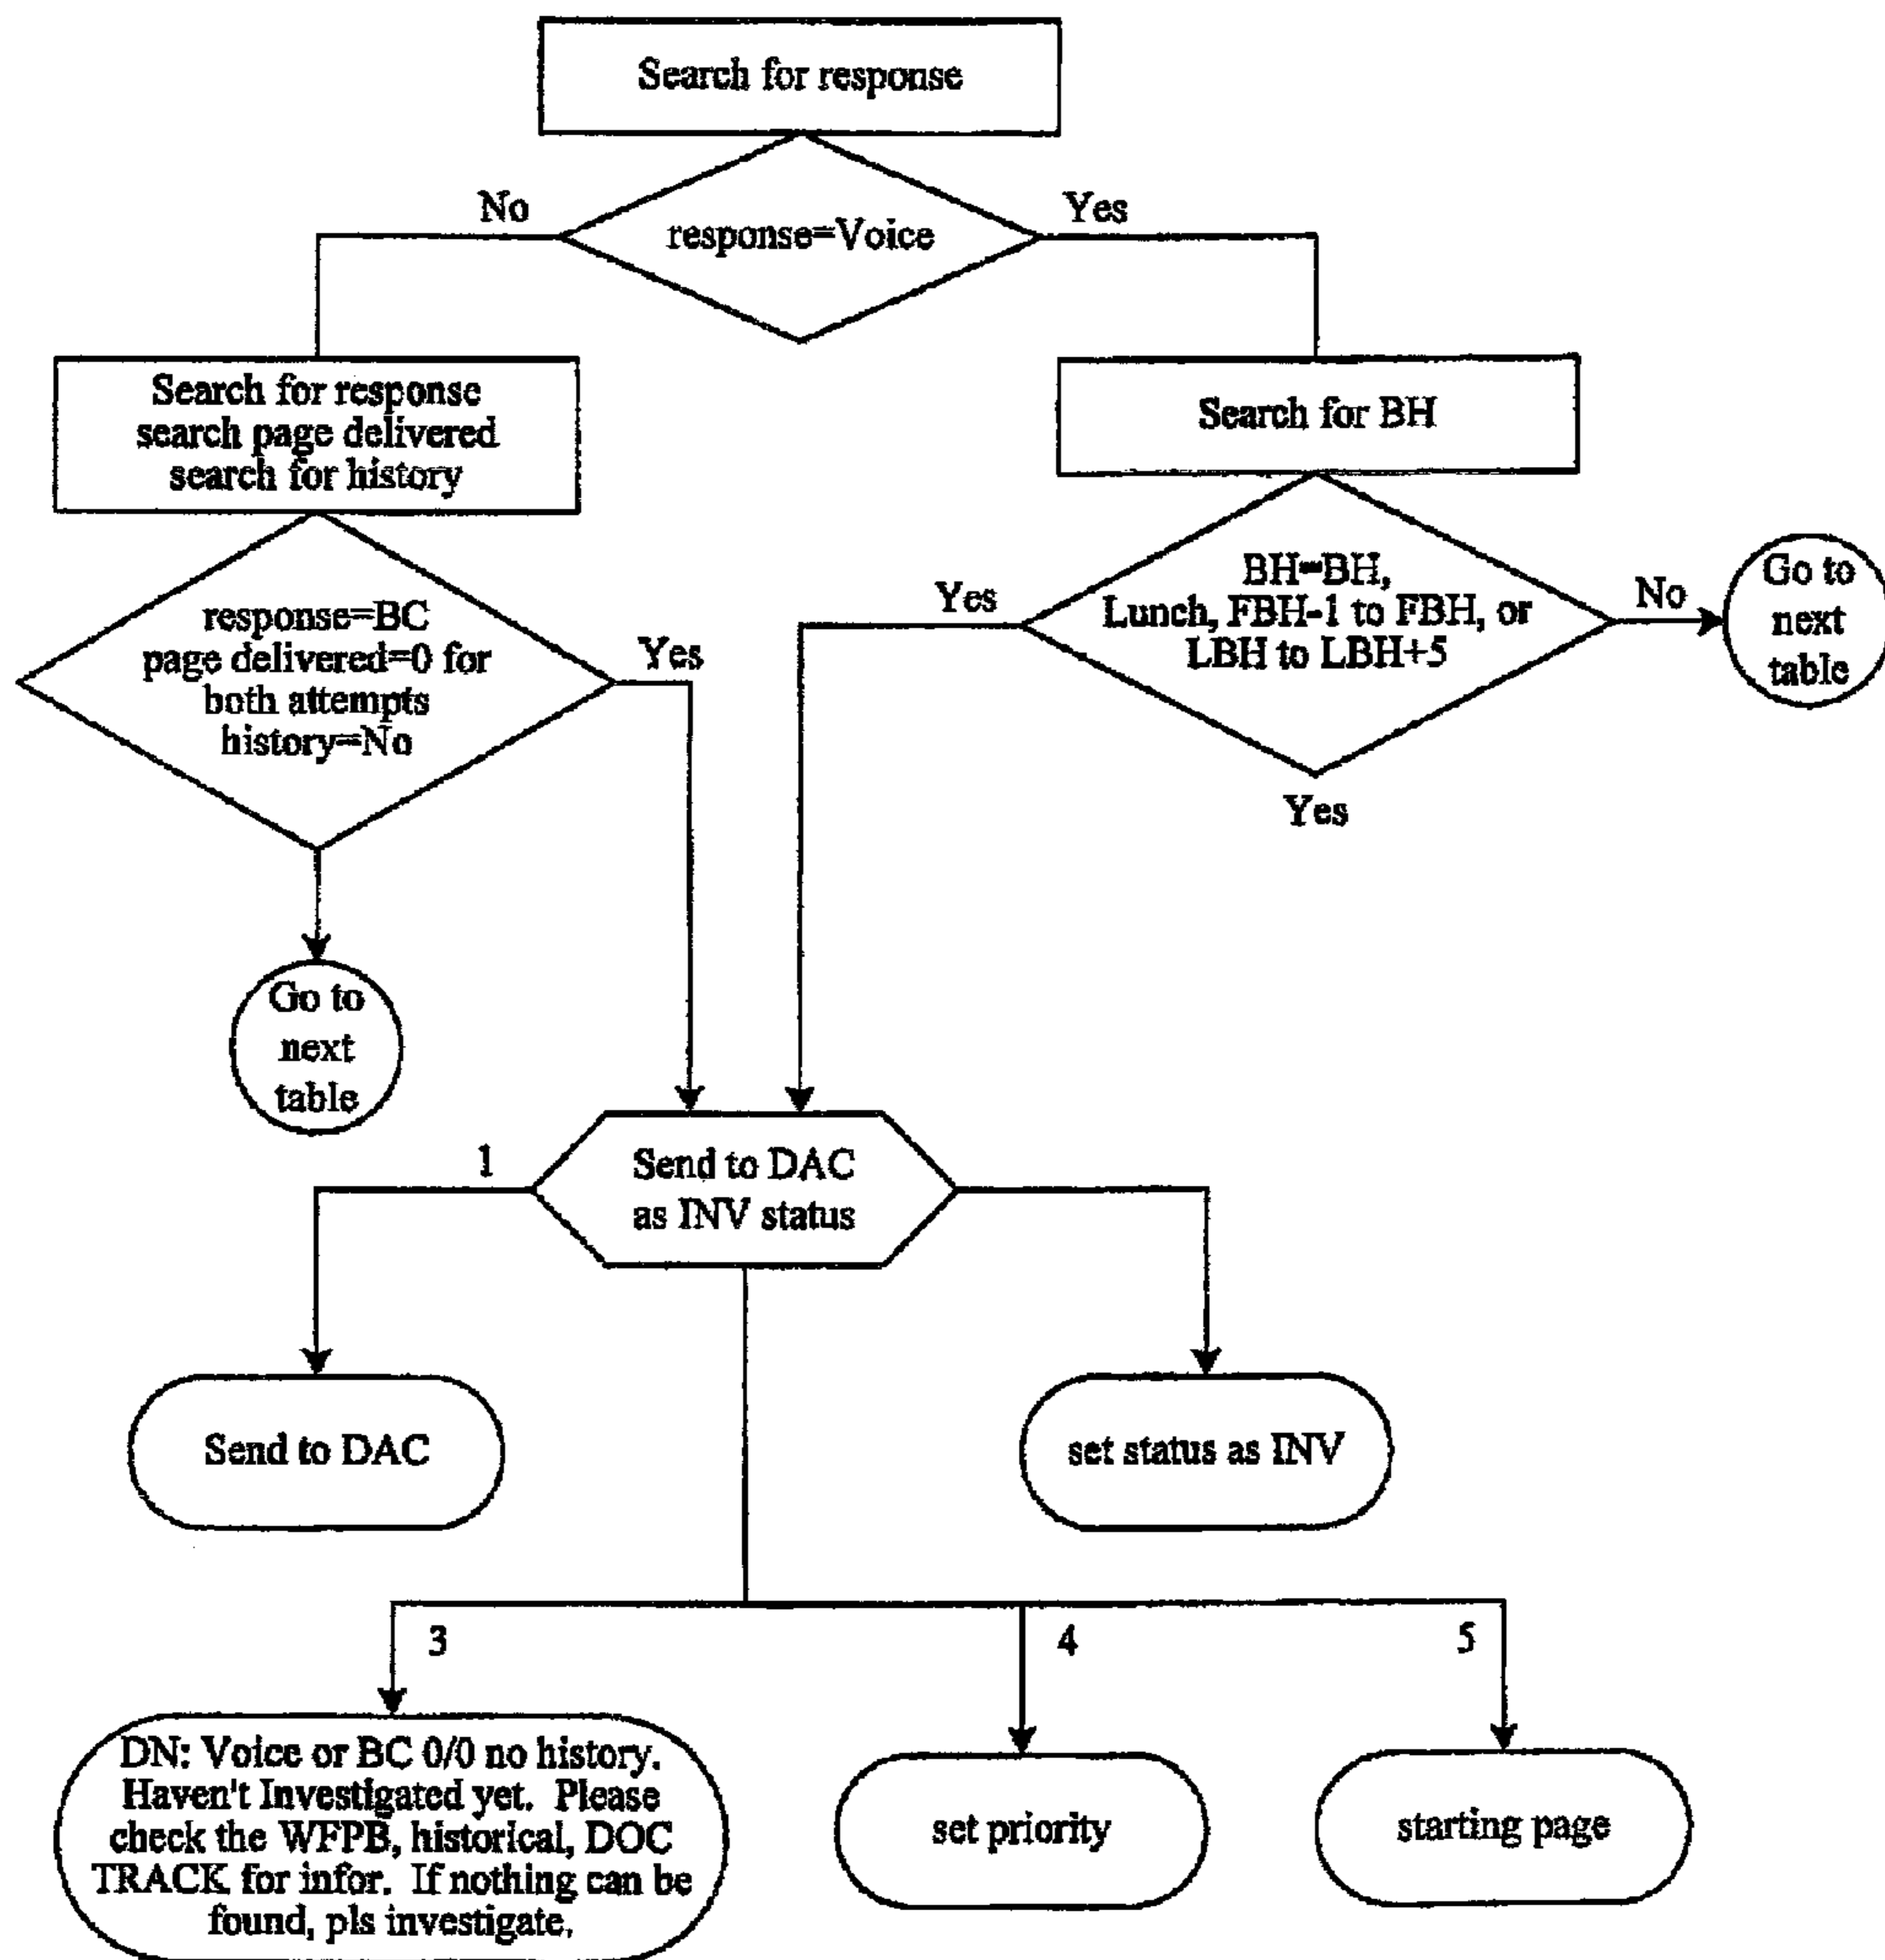 Search for response
No
Yes
response=Voice
Search for response
search page delivered
search for history
Search for BH
response=BC
page delivered=0 for
both attempts
history=No
Yes
Yes
BH=BH,
Lunch, FBH-1 to FBH, or
LBH to LBH+5
No
Go to
next
table
Yes
Go to
next
table
1
Send to DAC
as INV status
Send to DAC
set status as INV
3
4
5
DN: Voice or BC 0/0 no history.
Haven't Investigated yet. Please
check the WFPB, historical, DOC
TRACK for infor. If nothing can be
found, pls investigate.
set priority
starting page